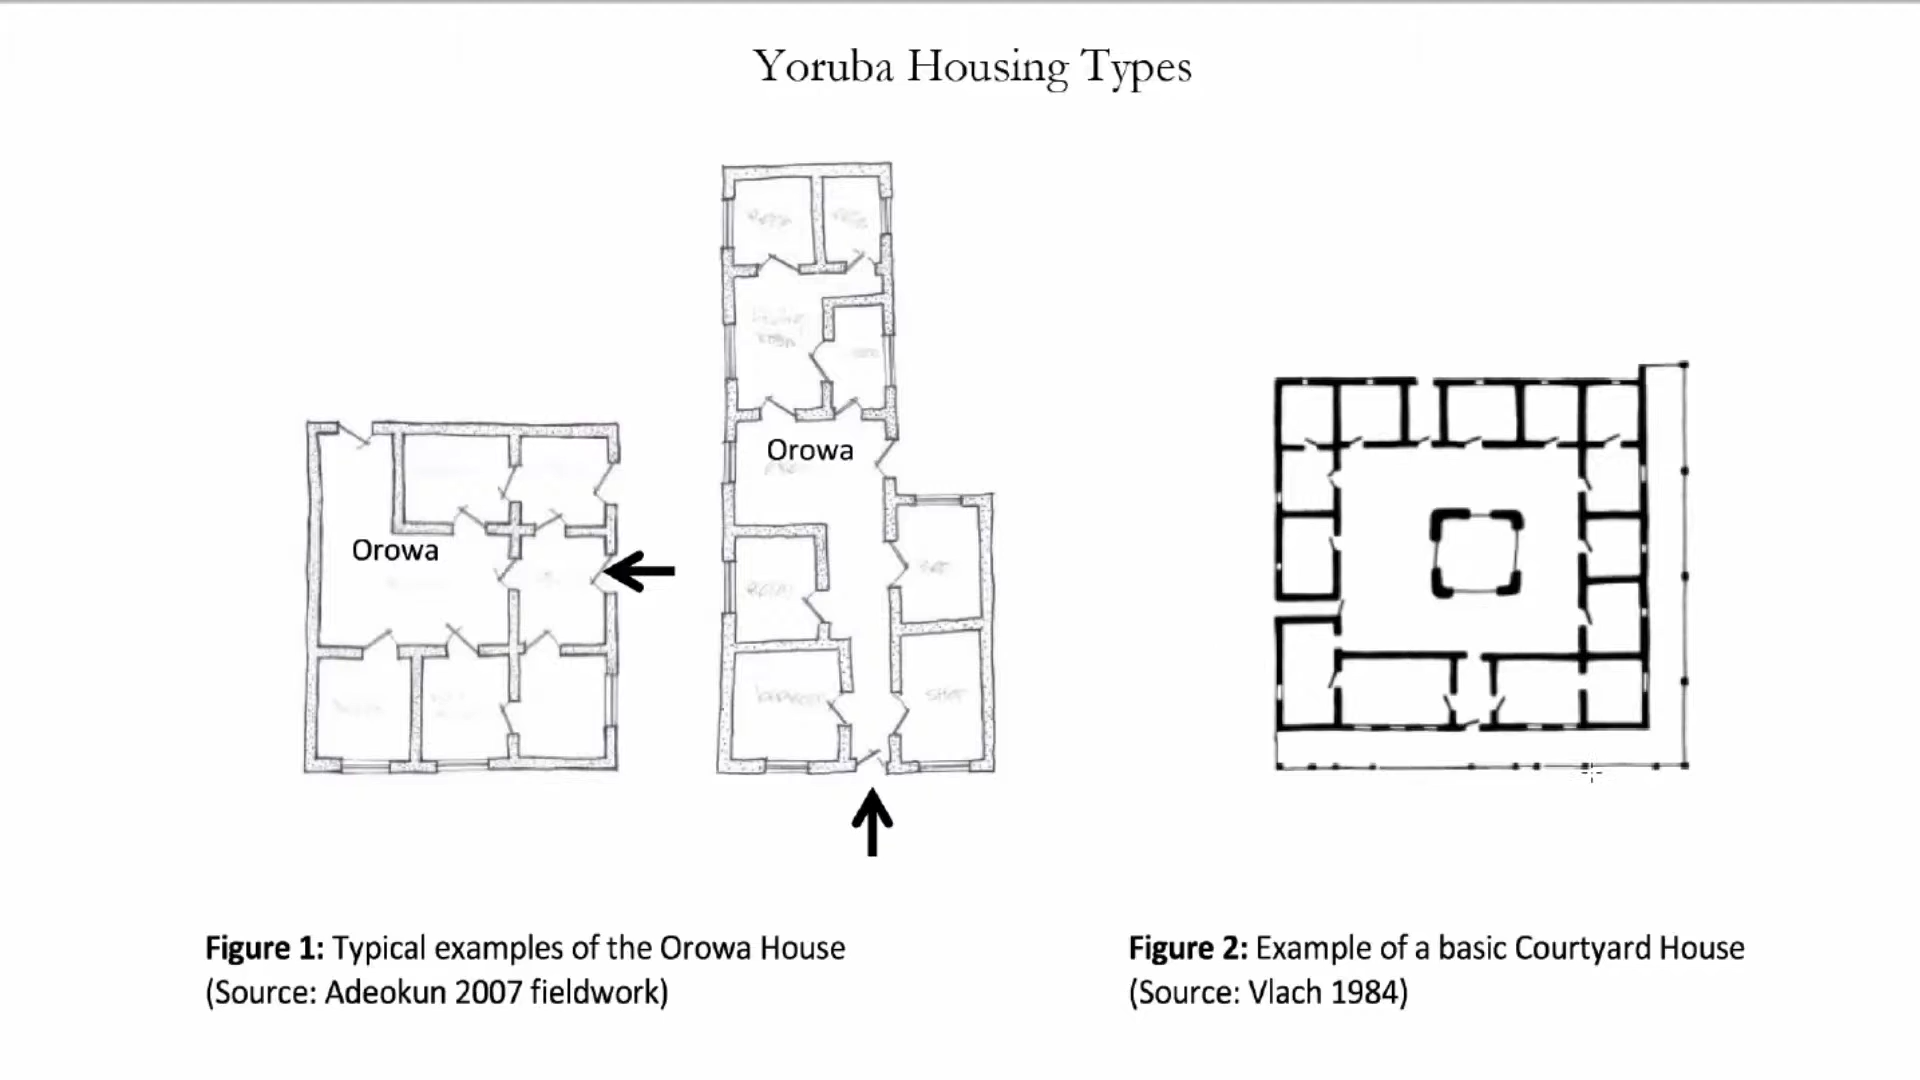 Yoruba Housing Types
Orowa
Orowa
Figure 1: Typical examples of the Orowa House
(Source: Adeokun 2007 fieldwork)
Figure 2: Example of a basic Courtyard House
(Source: Vlach 1984)